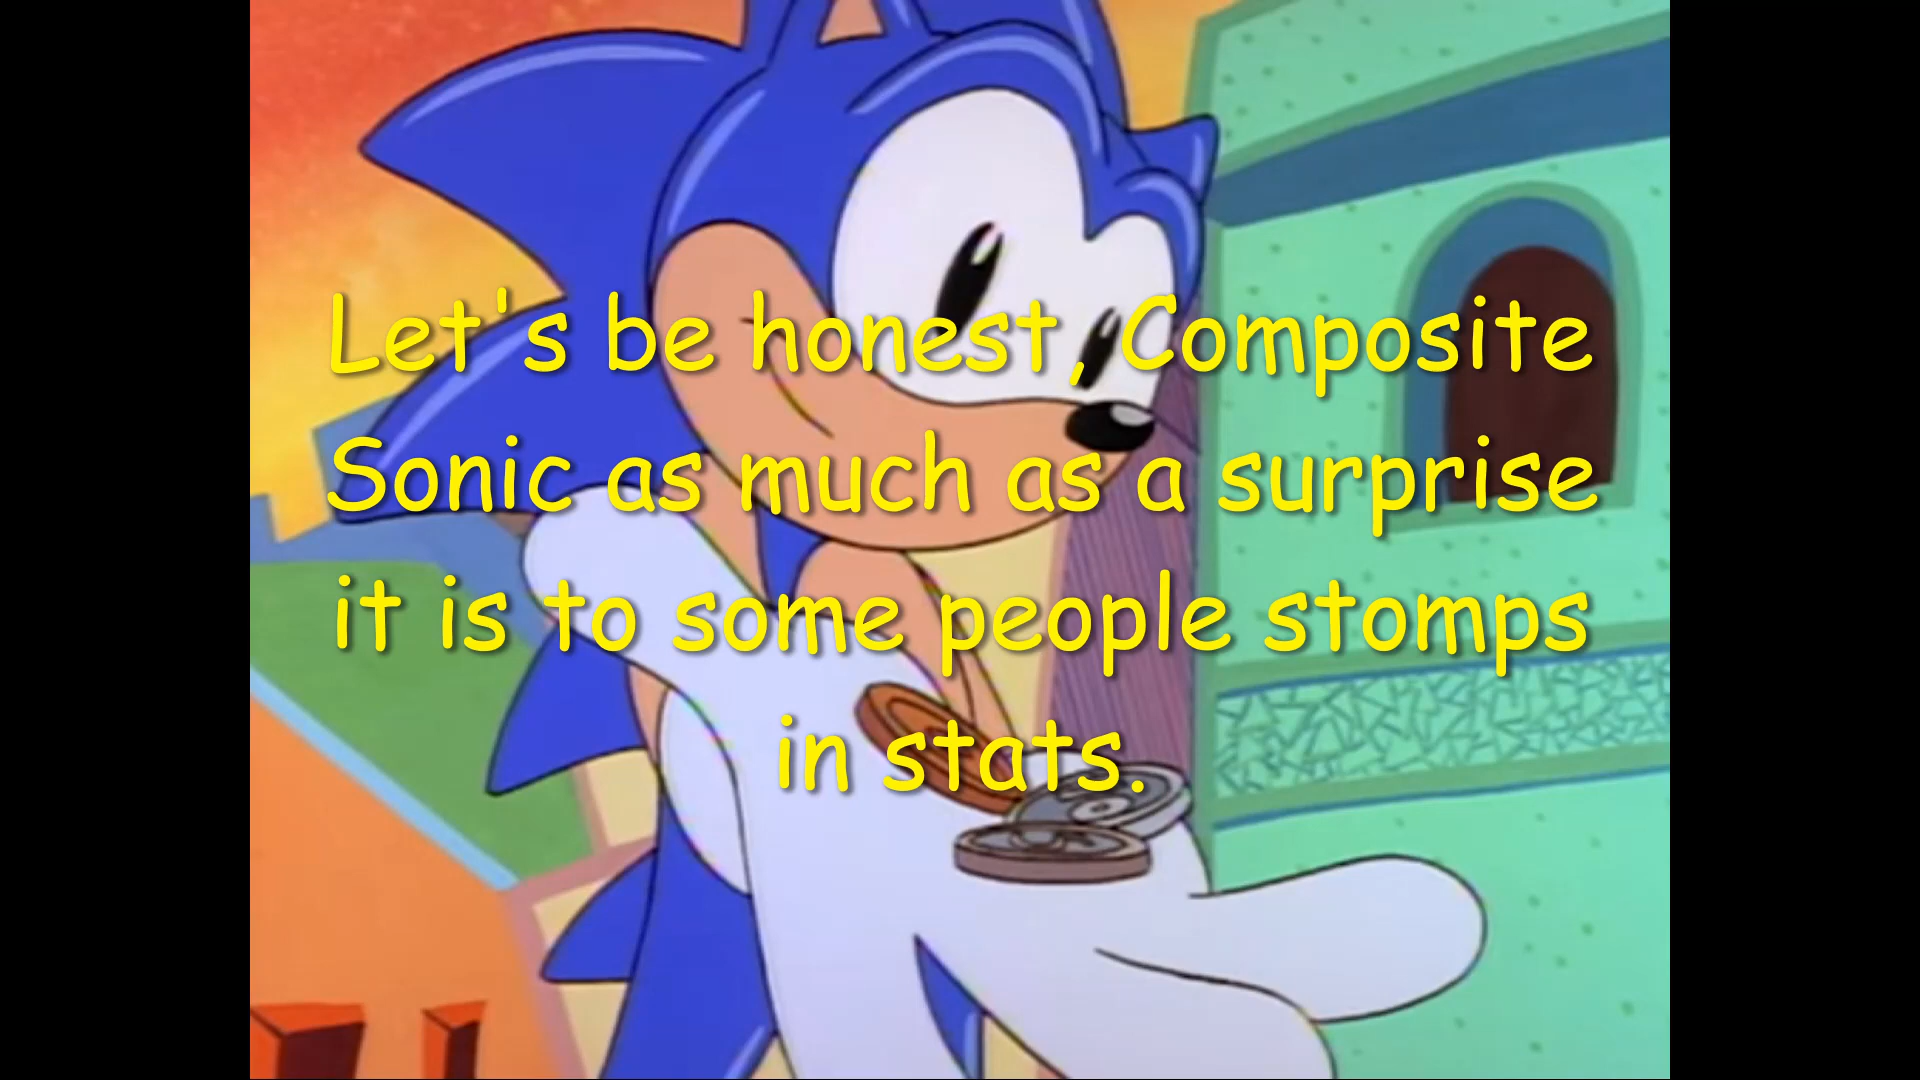 Let's be honest, Composite
Sonic as much as a surprise
it is to some people stomps
in stats.